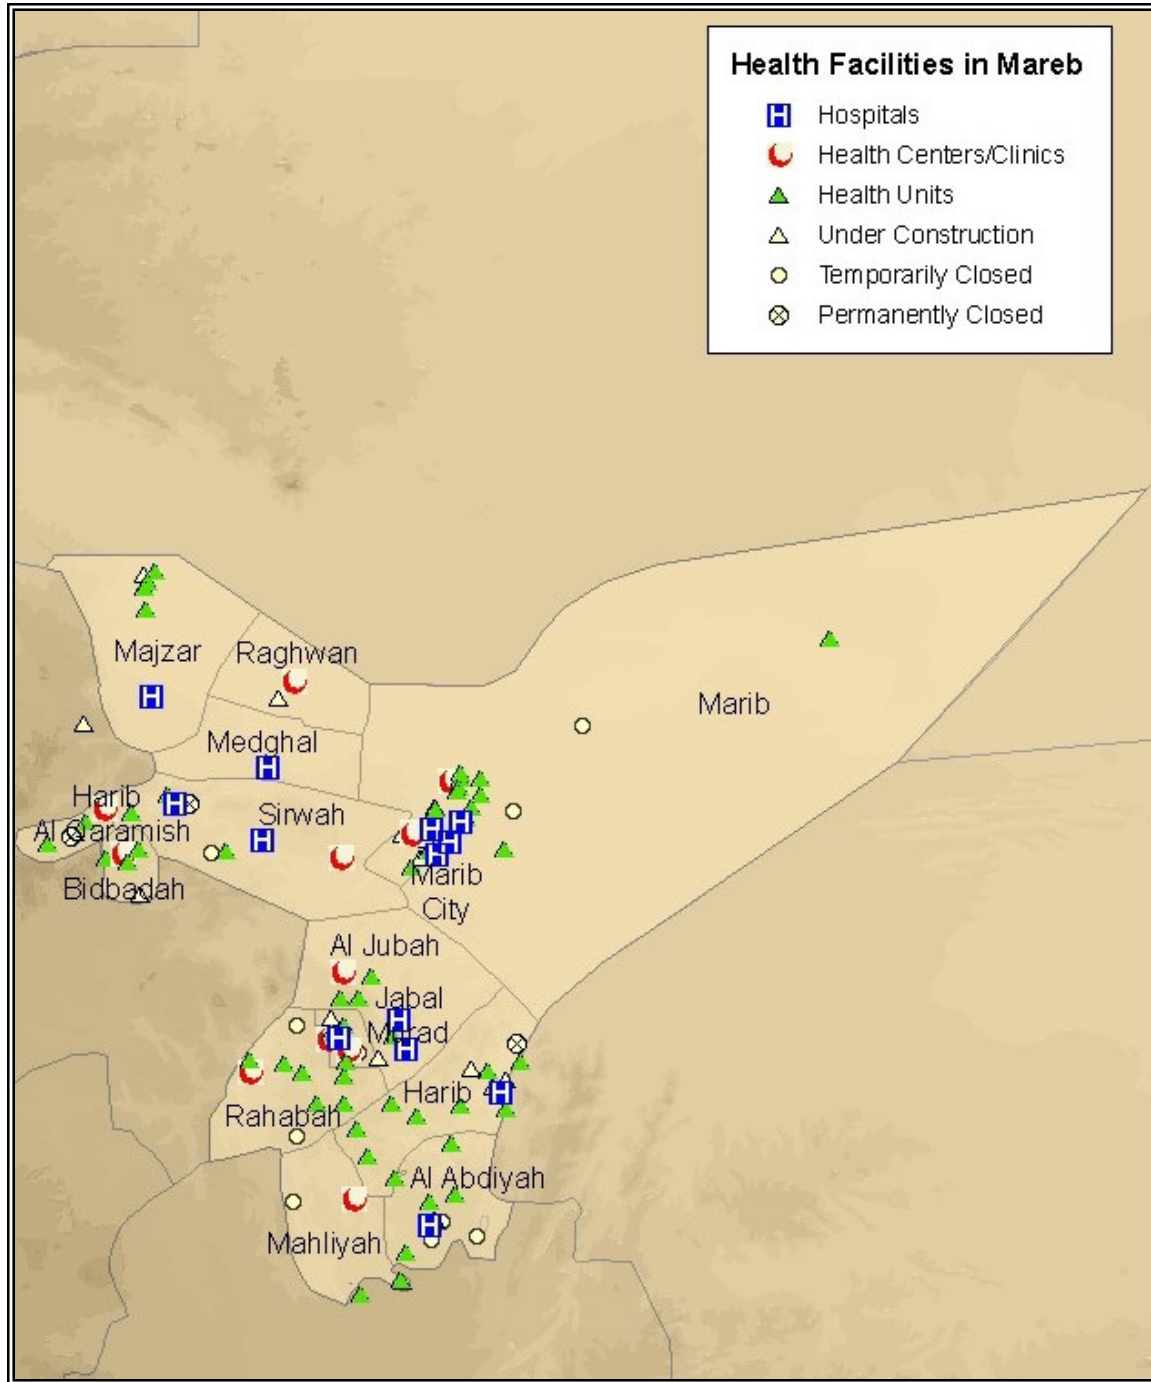 Health Facilities in Mareb
H Hospitals
Health Centers/Clinics
Health Units
Under Construction
Temporarily Closed
Permanently Closed
Majzar
Raghwan
H
Marib
Medghal
H
Harib
H
Sirwah
Al Qaramish
H
H
H
H
H
Bidbadah
Marib
City
Al Jubah
Jabal
H
Morad
H
H
Harib
H
Rahabah
Al Abdiyah
H
Mahliyah